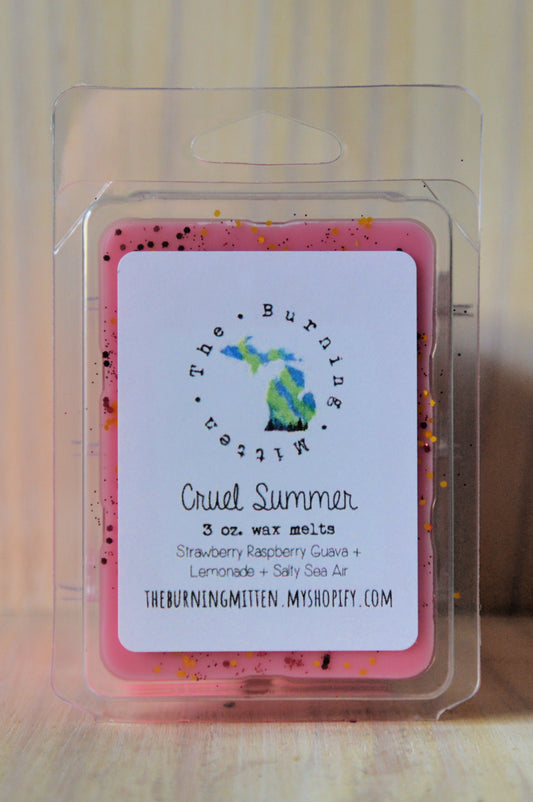 The • Burning • Mitten •
Cruel Summer
3 oz. wax melts
Strawberry Raspberry Guava +
Lemonade + Salty Sea Air
THEBURNINGMITTEN.MYSHOPIFY.COM